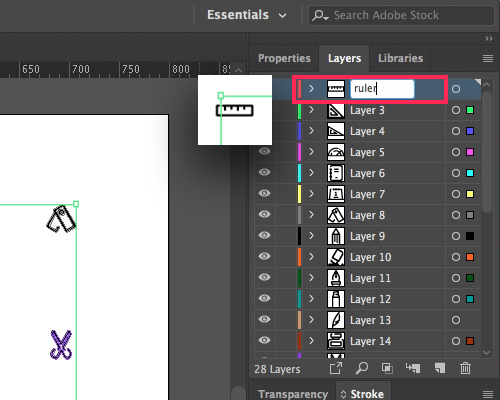 Essentials
Search Adobe Stock
Properties Layers Libraries
650 700 750 800
ruler
Layer 3
Layer 4
Layer 5
Layer 6
Layer 7
Layer 8
Layer 9
Layer 10
Layer 11
Layer 12
Layer 13
Layer 14
28 Layers
Transparency Stroke